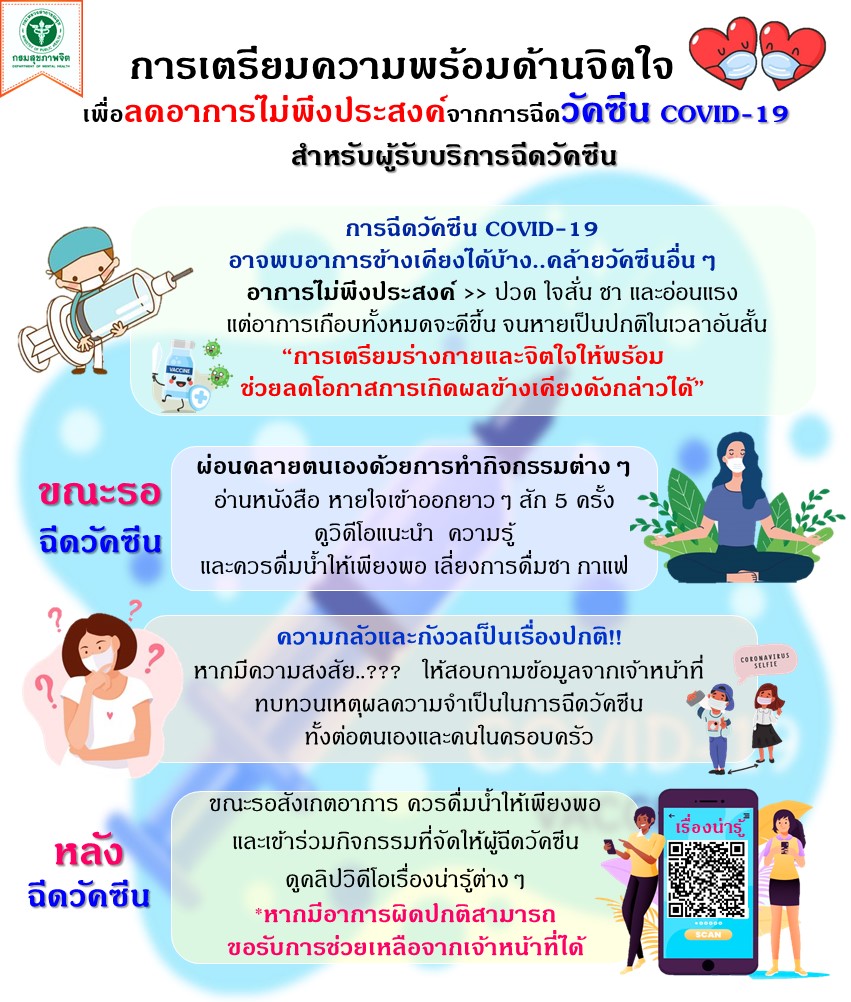 กรมสุขภาพจิต
DEPARTMENT OF MENTAL HEALTH
การเตรียมความพร้อมด้านจิตใจ
เพื่อลดอาการไม่พึงประสงค์จากการฉีดวัคซีน COVID-19
สำหรับผู้รับบริการฉีดวัคซีน
การฉีดวัคซีน COVID-19
อาจพบอาการข้างเคียงได้บ้าง..คล้ายวัคซีนอื่น ๆ
อาการไม่พึงประสงค์ >> ปวด ใจสั่น ชา และอ่อนแรง
แต่อาการเกือบทั้งหมดจะดีขึ้น จนหายเป็นปกติในเวลาอันสั้น
“การเตรียมร่างกายและจิตใจให้พร้อม
ช่วยลดโอกาสการเกิดผลข้างเคียงดังกล่าวได้”
VACCINE
ขณะรอ
ฉีดวัคซีน
ผ่อนคลายตนเองด้วยการทำกิจกรรมต่าง ๆ
อ่านหนังสือ หายใจเข้าออกยาว ๆ สัก 5 ครั้ง
ดูวิดีโอแนะนำ ความรู้
และควรดื่มน้ำให้เพียงพอ เลี่ยงการดื่มชา กาแฟ
ความกลัวและกังวลเป็นเรื่องปกติ!!
หากมีความสงสัย..??? ให้สอบถามข้อมูลจากเจ้าหน้าที่
ทบทวนเหตุผลความจำเป็นในการฉีดวัคซีน
ทั้งต่อตนเองและคนในครอบครัว
CORONAVIRUS
SELFIE
หลัง
ฉีดวัคซีน
ขณะรอสังเกตอาการ ควรดื่มน้ำให้เพียงพอ
และเข้าร่วมกิจกรรมที่จัดให้ผู้ฉีดวัคซีน
ดูคลิปวิดีโอเรื่องน่ารู้ต่าง ๆ
*หากมีอาการผิดปกติสามารถ
ขอรับการช่วยเหลือจากเจ้าหน้าที่ได้
เรื่องน่ารู้
SCAN